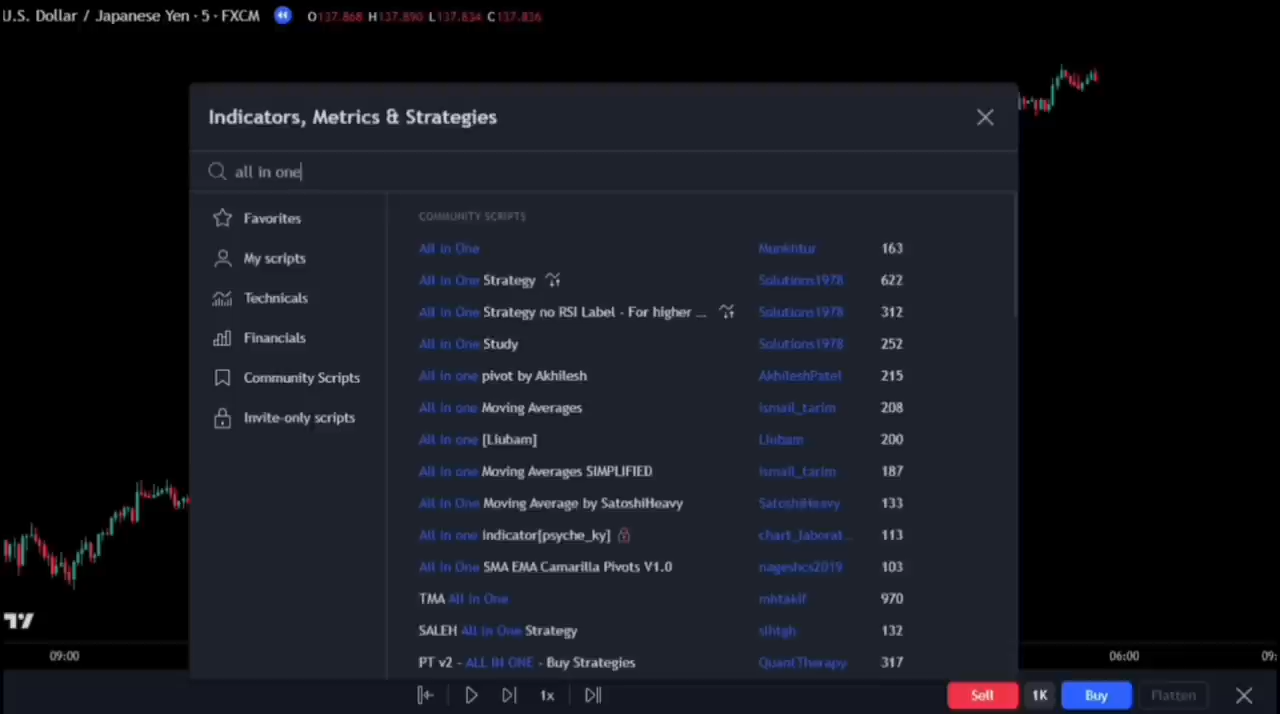 U.S. Dollar / Japanese Yen · 5 · FXCM O137.868 H137.890 L137.834 C137.836
Indicators, Metrics & Strategies
all in one
Favorites
My scripts
Technicals
Financials
Community Scripts
Invite-only scripts
COMMUNITY SCRIPTS
All in One Munkhtur 163
All in One Strategy Solutions1978 622
All in One Strategy no RSI Label - For higher ... Solutions1978 312
All in One Study Solutions1978 252
All in one pivot by Akhilesh AkhileshPatel 215
All in one Moving Averages ismail_tarim 208
All in one [Liubam] Liubam 200
All in one Moving Averages SIMPLIFIED ismail_tarim 187
All in One Moving Average by SatoshiHeavy SatoshiHeavy 133
All in one Indicator[psyche_ky] chart_laborat... 113
All In One SMA EMA Camarilla Pivots V1.0 nageshcs2019 103
TMA All In One mhtakif 970
SALEH All In One Strategy slhtgh 132
PT v2 - ALL IN ONE - Buy Strategies QuantTherapy 317
09:00 06:00 09:
1x Sell 1K Buy Flatten